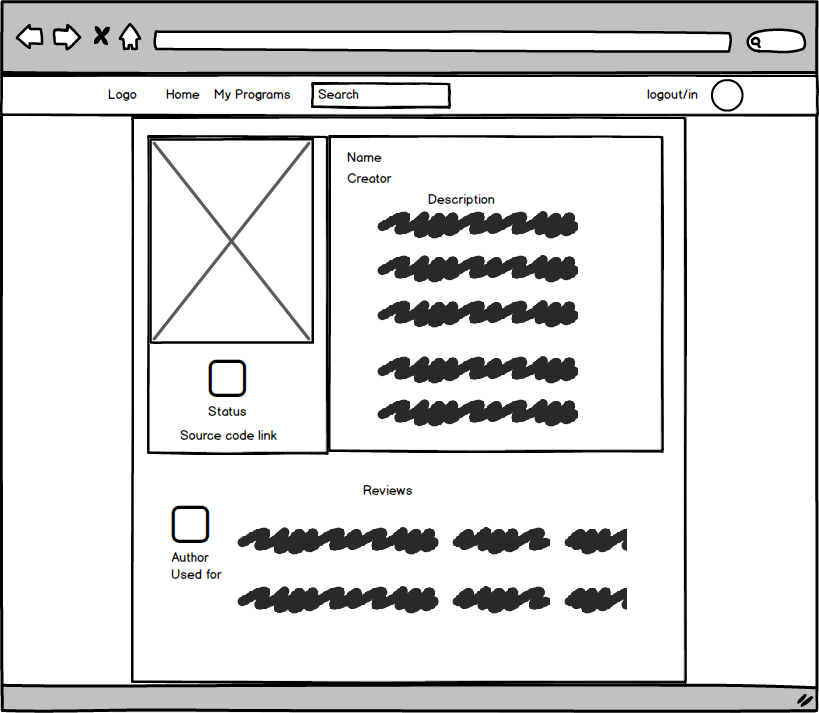 Logo Home My Programs Search logout/in
Name
Creator
Description
Status
Source code link
Reviews
Author
Used for